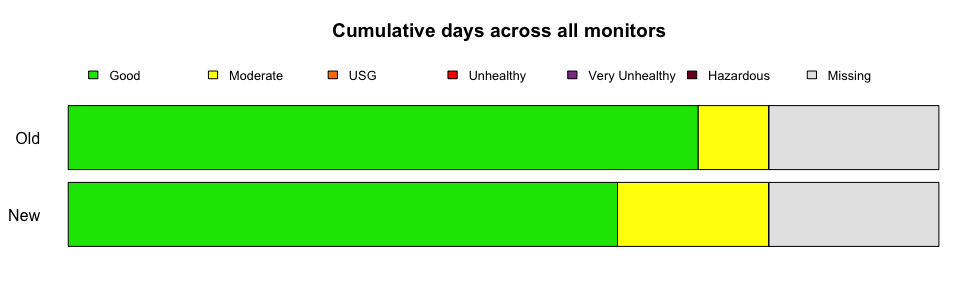 Cumulative days across all monitors
Good Moderate USG Unhealthy Very Unhealthy Hazardous Missing
Old
New